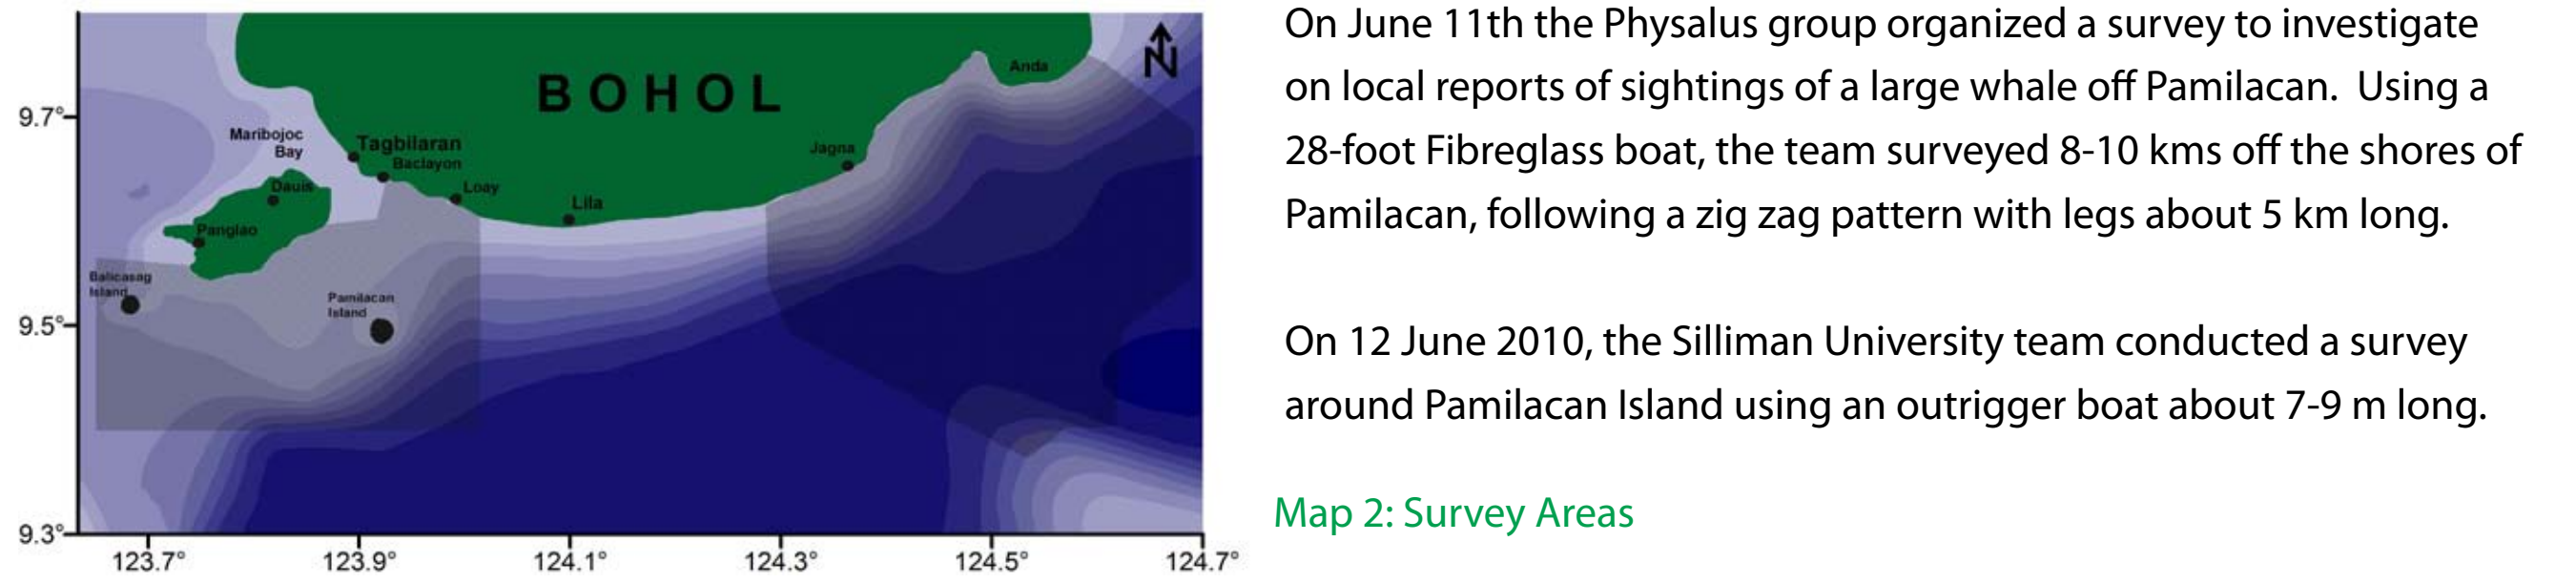 BOHOL
N
Anda
9.7°
Maribojoc
Bay
Tagbilaran
Baclayon
Jagna
Dauis
Loay
Lila
Panglao
Balicasag
Island
Pamilacan
Island
9.5°
9.3°
123.7° 123.9° 124.1° 124.3° 124.5° 124.7°
On June 11th the Physalus group organized a survey to investigate
on local reports of sightings of a large whale off Pamilacan.  Using a
28-foot Fibreglass boat, the team surveyed 8-10 kms off the shores of
Pamilacan, following a zig zag pattern with legs about 5 km long.
On 12 June 2010, the Silliman University team conducted a survey
around Pamilacan Island using an outrigger boat about 7-9 m long.
Map 2: Survey Areas